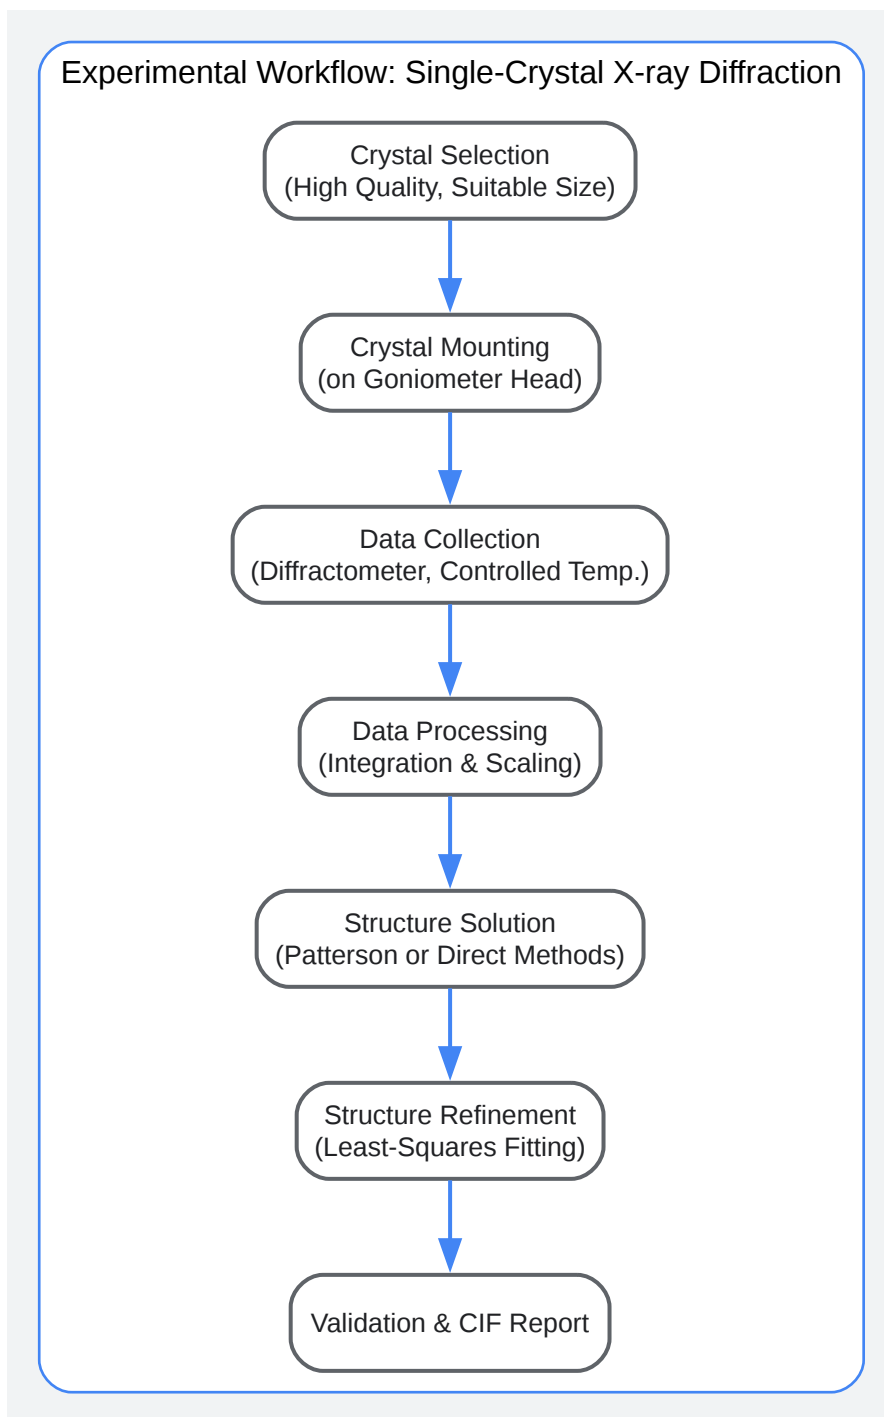 Experimental Workflow: Single-Crystal X-ray Diffraction
Crystal Selection
(High Quality, Suitable Size)
Crystal Mounting
(on Goniometer Head)
Data Collection
(Diffractometer, Controlled Temp.)
Data Processing
(Integration & Scaling)
Structure Solution
(Patterson or Direct Methods)
Structure Refinement
(Least-Squares Fitting)
Validation & CIF Report